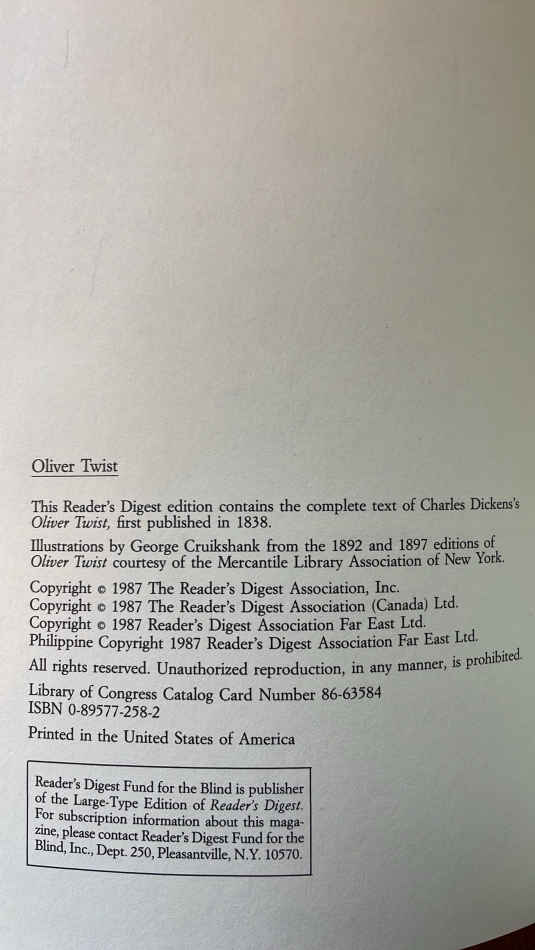 Oliver Twist
This Reader's Digest edition contains the complete text of Charles Dickens's
Oliver Twist, first published in 1838.
Illustrations by George Cruikshank from the 1892 and 1897 editions of
Oliver Twist courtesy of the Mercantile Library Association of New York.
Copyright © 1987 The Reader's Digest Association, Inc.
Copyright © 1987 The Reader's Digest Association (Canada) Ltd.
Copyright © 1987 Reader's Digest Association Far East Ltd.
Philippine Copyright 1987 Reader's Digest Association Far East Ltd.
All rights reserved. Unauthorized reproduction, in any manner, is prohibited.
Library of Congress Catalog Card Number 86-63584
ISBN 0-89577-258-2
Printed in the United States of America
Reader's Digest Fund for the Blind is publisher
of the Large-Type Edition of Reader's Digest.
For subscription information about this maga-
zine, please contact Reader's Digest Fund for the
Blind, Inc., Dept. 250, Pleasantville, N.Y. 10570.